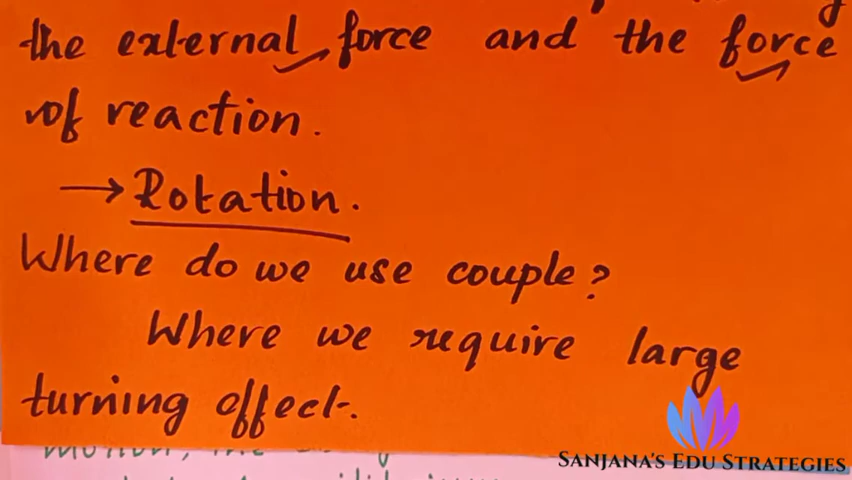 the external force and the force
of reaction.
→ Rotation.
Where do we use couple?
Where we require large
turning effect.
SANJANA'S EDU STRATEGIES